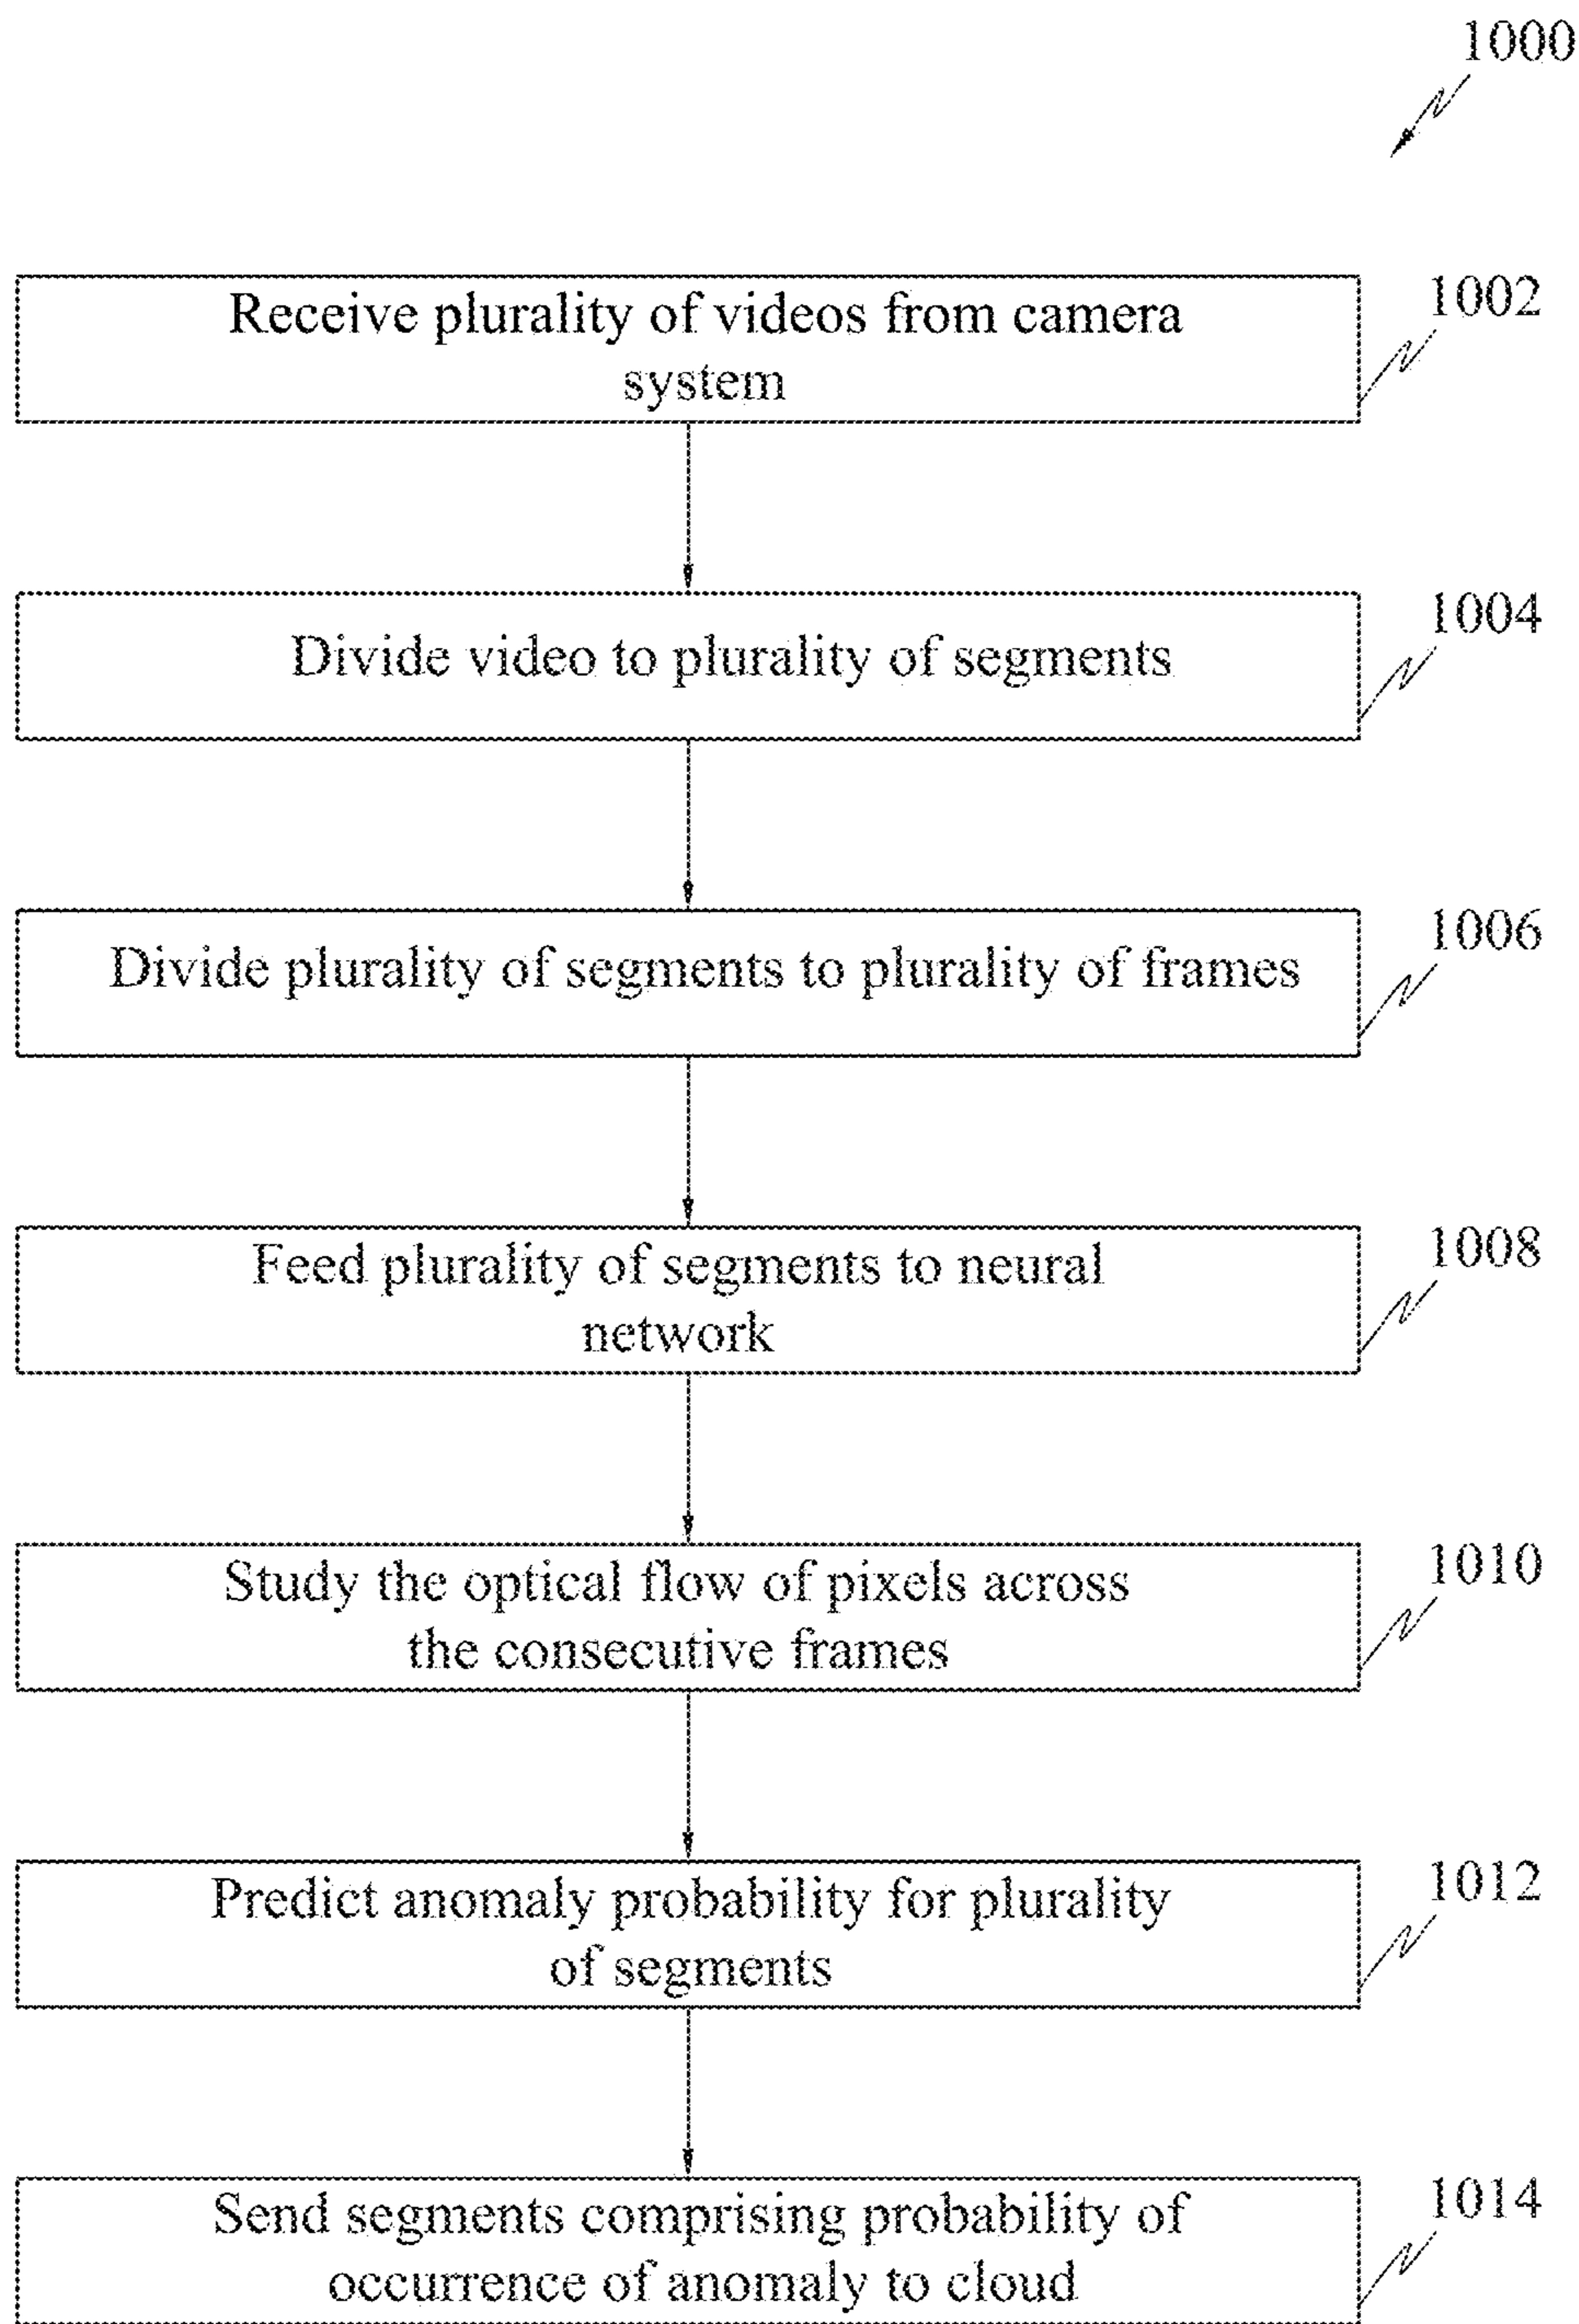 1000
Receive plurality of videos from camera
system
1002
Divide video to plurality of segments
1004
Divide plurality of segments to plurality of frames
1006
Feed plurality of segments to neural
network
1008
Study the optical flow of pixels across
the consecutive frames
1010
Predict anomaly probability for plurality
of segments
1012
Send segments comprising probability of
occurrence of anomaly to cloud
1014